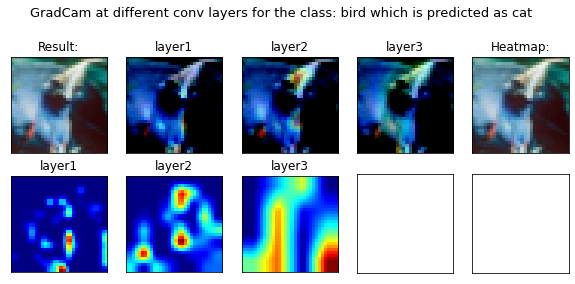 GradCam at different conv layers for the class: bird which is predicted as cat
Result:
layer1
layer2
layer3
Heatmap:
layer1
layer2
layer3